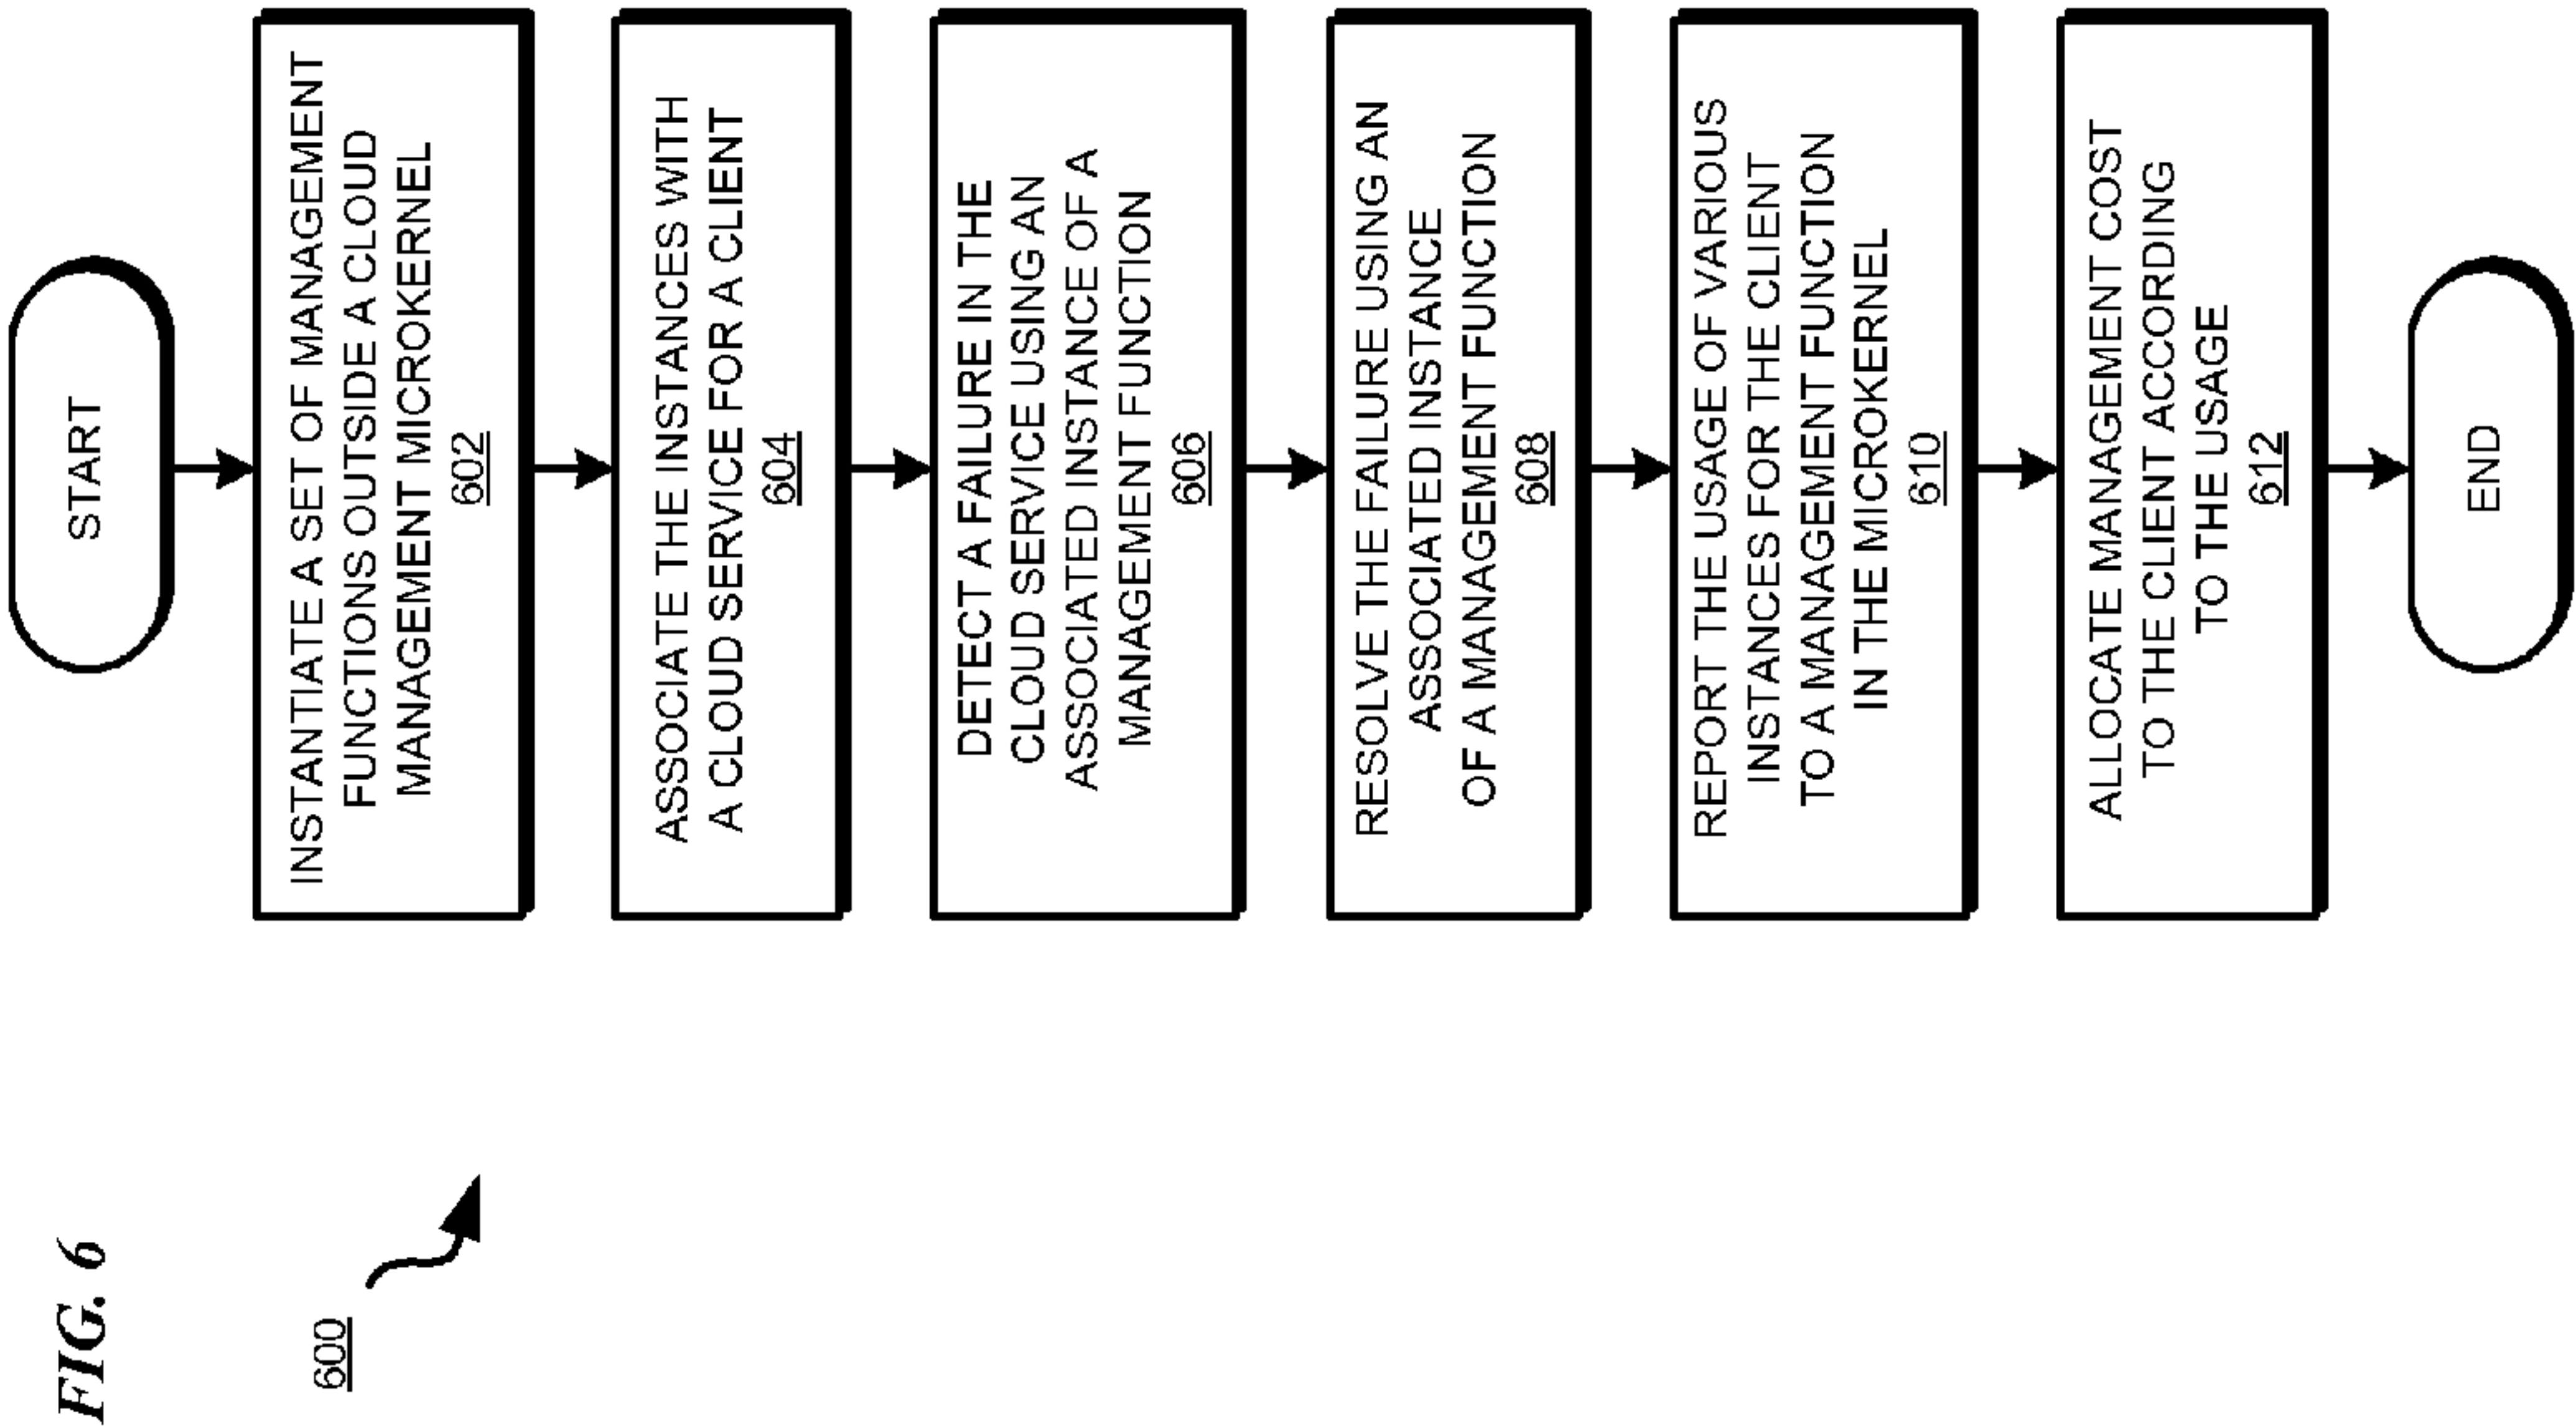 FIG. 6
600
START
INSTANTIATE A SET OF MANAGEMENT
FUNCTIONS OUTSIDE A CLOUD
MANAGEMENT MICROKERNEL
602
ASSOCIATE THE INSTANCES WITH
A CLOUD SERVICE FOR A CLIENT
604
DETECT A FAILURE IN THE
CLOUD SERVICE USING AN
ASSOCIATED INSTANCE OF A
MANAGEMENT FUNCTION
606
RESOLVE THE FAILURE USING AN
ASSOCIATED INSTANCE
OF A MANAGEMENT FUNCTION
608
REPORT THE USAGE OF VARIOUS
INSTANCES FOR THE CLIENT
TO A MANAGEMENT FUNCTION
IN THE MICROKERNEL
610
ALLOCATE MANAGEMENT COST
TO THE CLIENT ACCORDING
TO THE USAGE
612
END